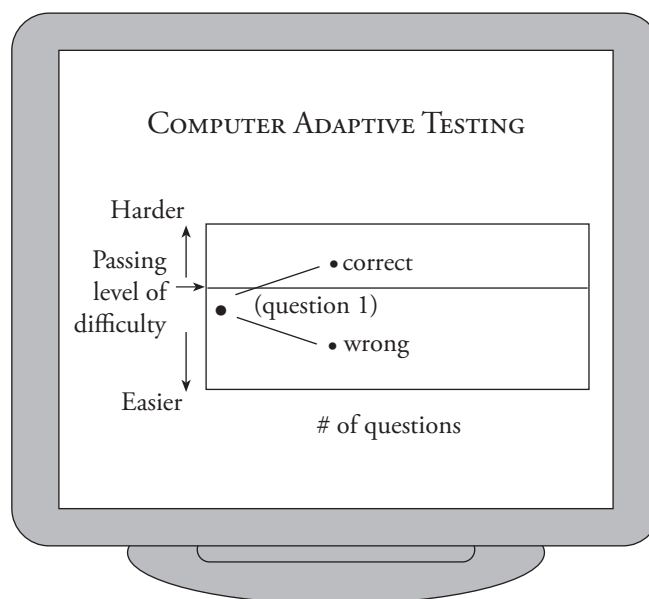 COMPUTER ADAPTIVE TESTING
Harder
Passing
level of
difficulty
Easier
correct
(question 1)
wrong
# of questions